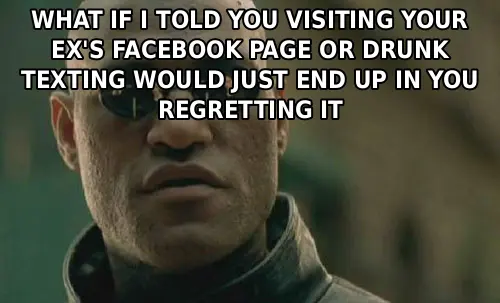 WHAT IF I TOLD YOU VISITING YOUR
EX'S FACEBOOK PAGE OR DRUNK
TEXTING WOULD JUST END UP IN YOU
REGRETTING IT